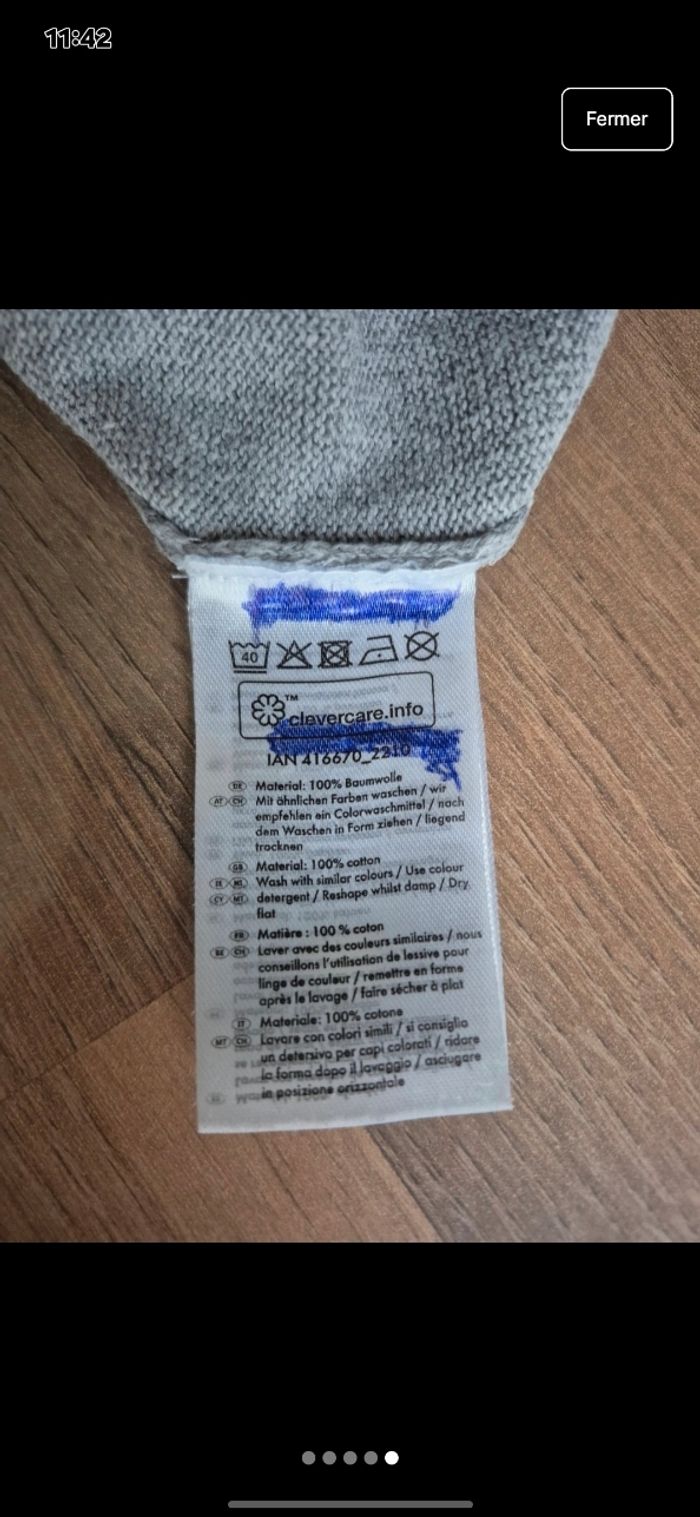 11:42
Fermer
40
™
clevercare.info
IAN 416670_2210
DE Material: 100% Baumwolle
AT CH Mit ähnlichen Farben waschen / wir
empfehlen ein Colorwaschmittel / nach
dem Waschen in Form ziehen / liegend
trocknen
GB Material: 100% cotton
IE NI Wash with similar colours / Use colour
CY MT detergent / Reshape whilst damp / Dry
flat
FR Matière : 100 % coton
BE CH Laver avec des couleurs similaires / nous
conseillons l'utilisation de lessive pour
linge de couleur / remettre en forme
après le lavage / faire sécher à plat
IT Materiale: 100% cotone
MT CH Lavare con colori simili / si consiglia
un detersivo per capi colorati / ridare
la forma dopo il lavaggio / asciugare
in posizione orizzontale